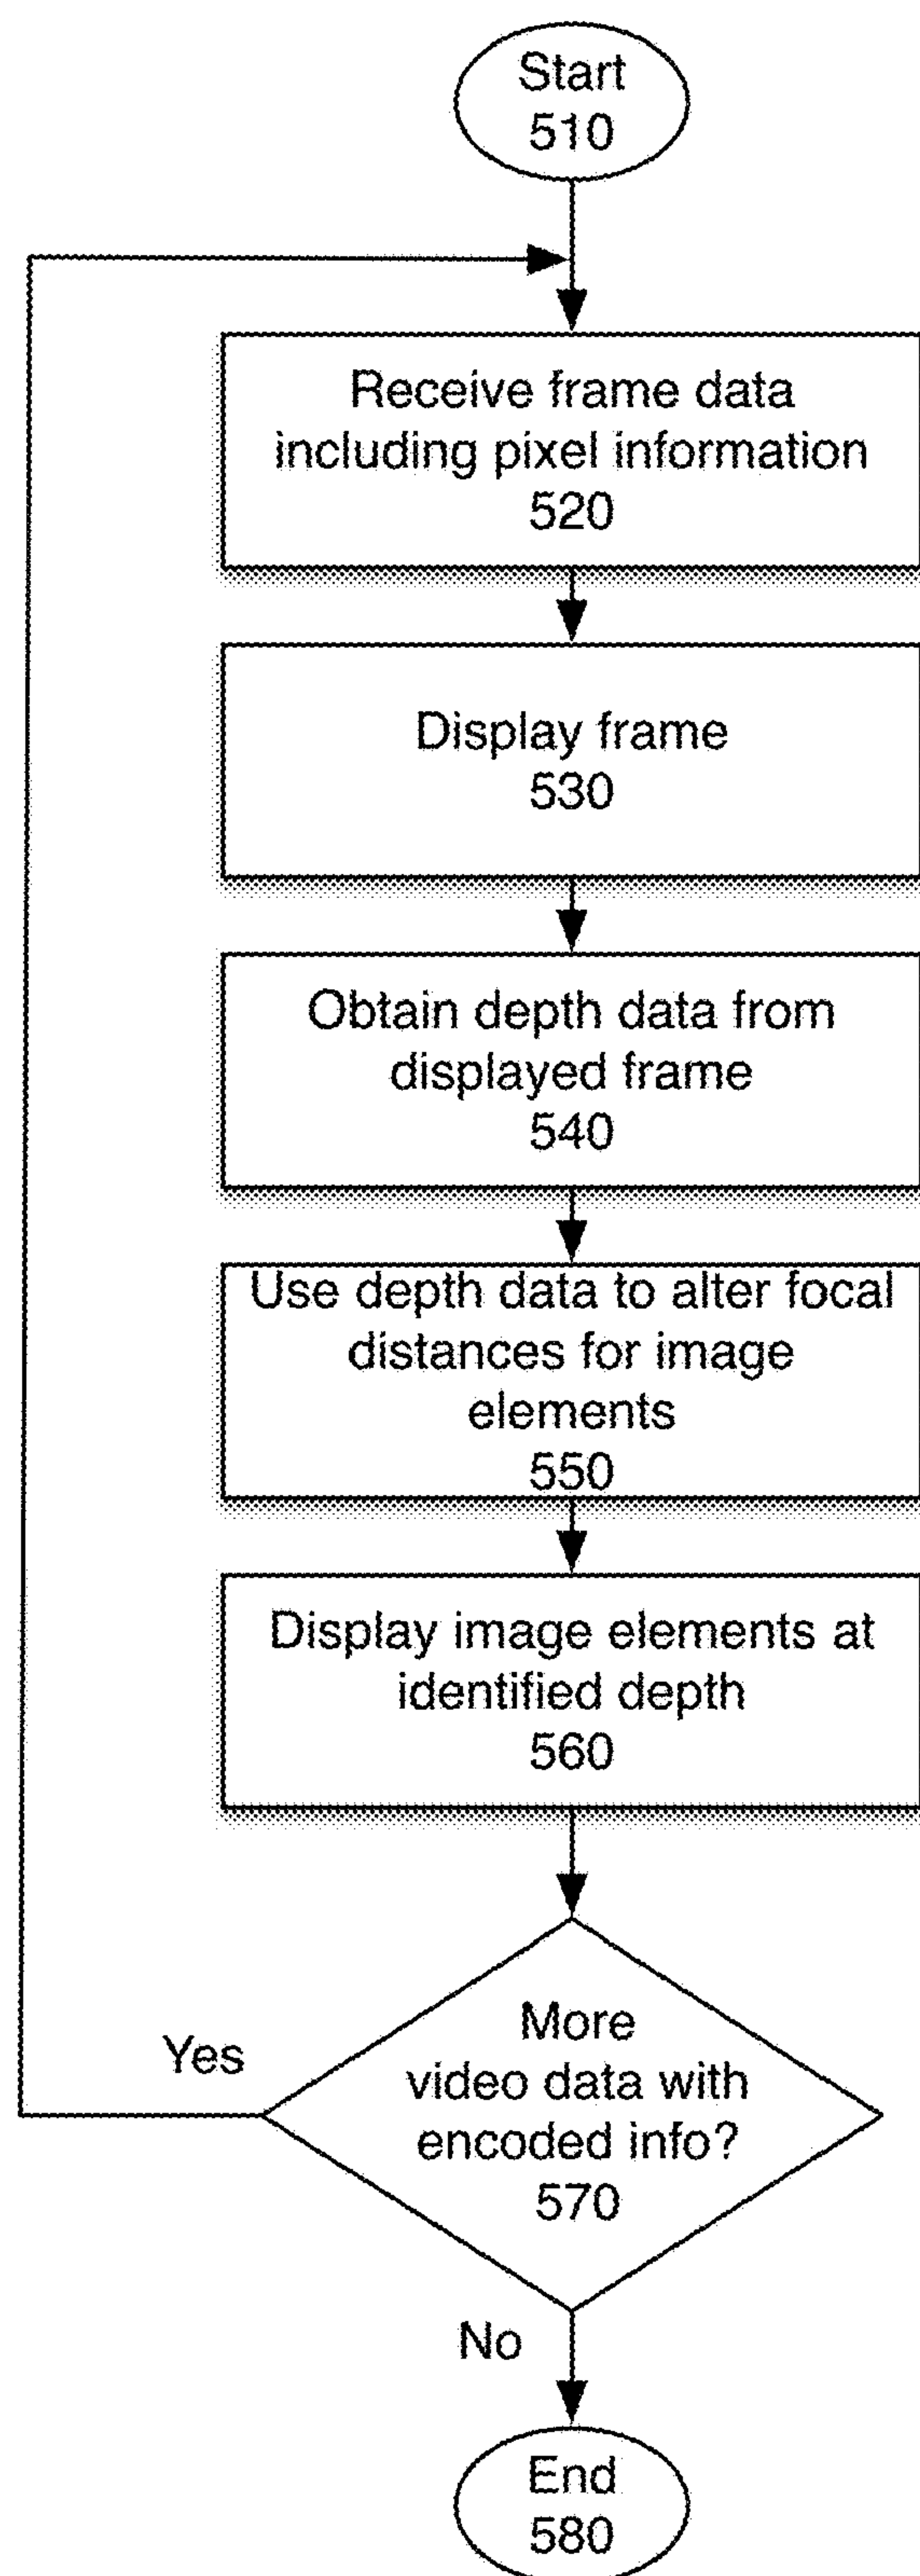 Start
510
Receive frame data
including pixel information
520
Display frame
530
Obtain depth data from
displayed frame
540
Use depth data to alter focal
distances for image
elements
550
Display image elements at
identified depth
560
More
video data with
encoded info?
570
Yes
No
End
580